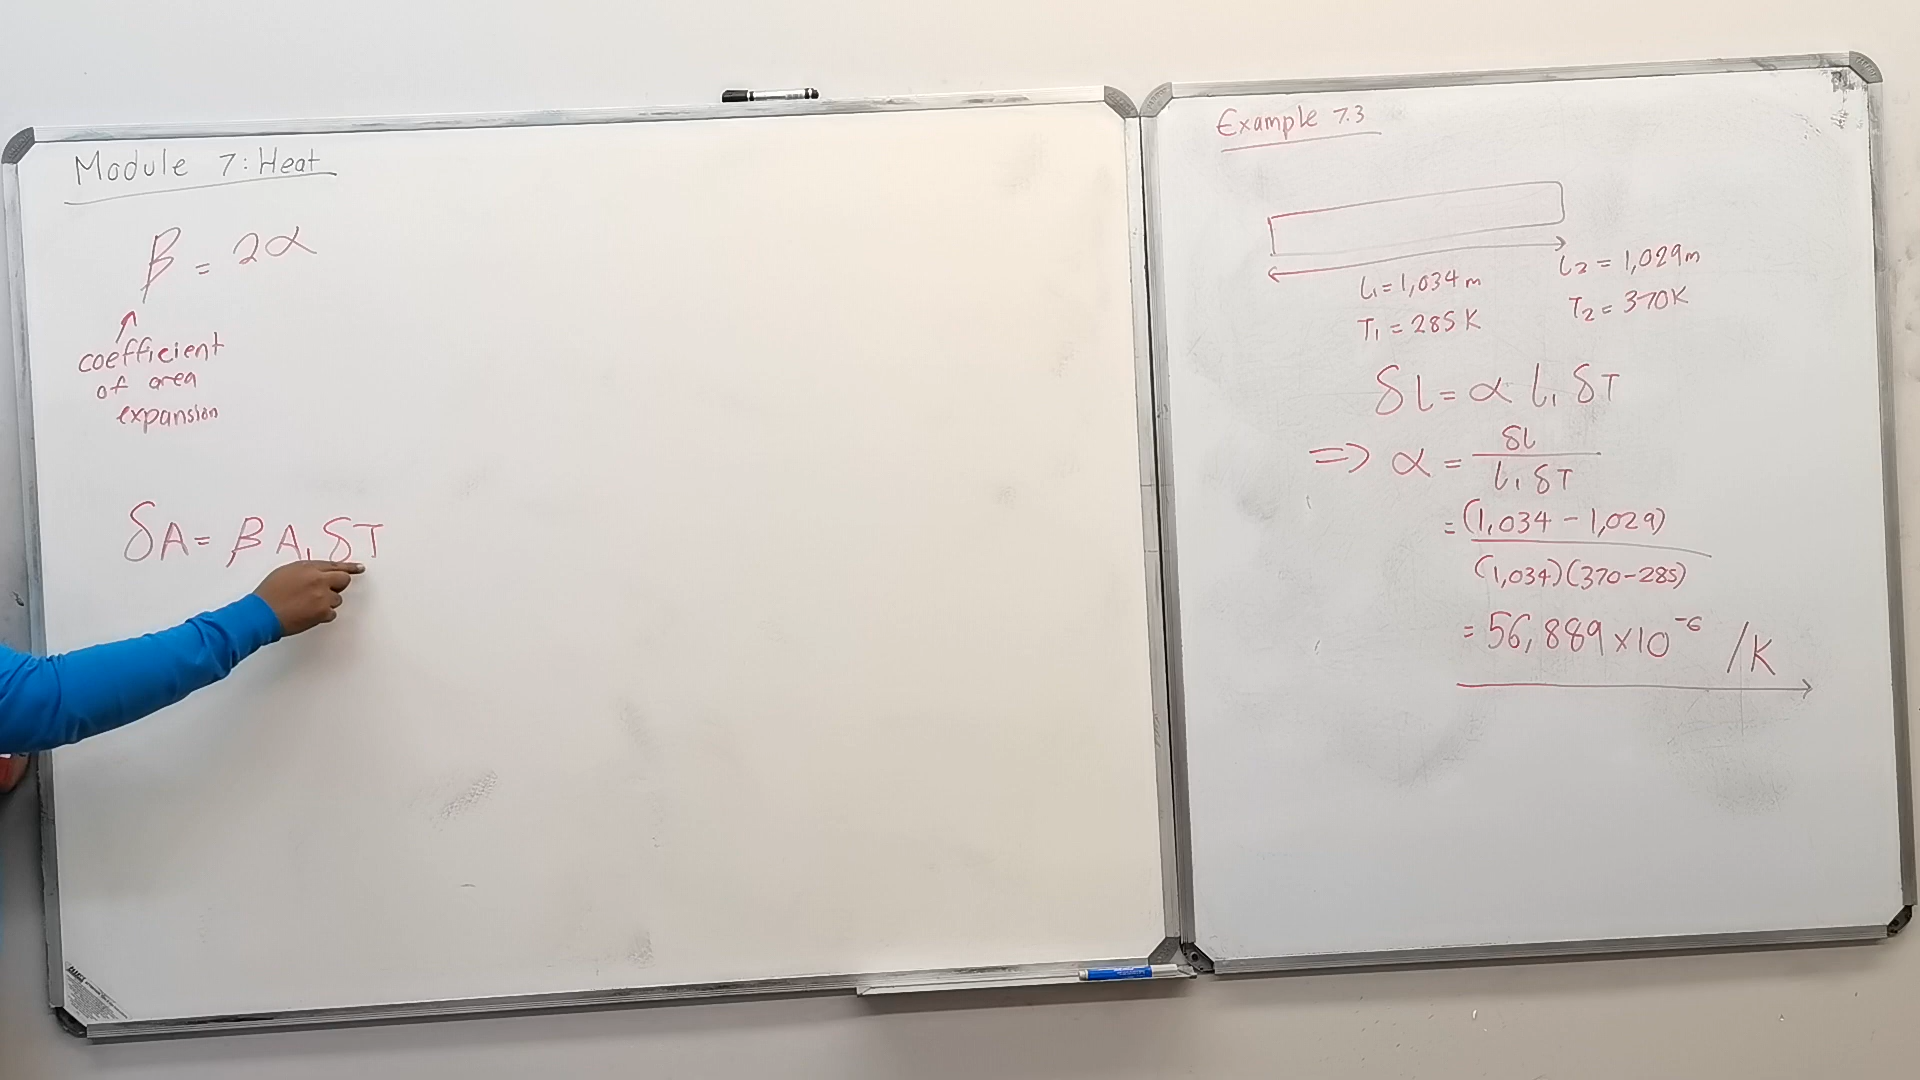 Module 7: Heat
β = 2α
coefficient
of area
expansion
δA = β A₁ δT
Example 7.3
l₁ = 1,034 m
T₁ = 285 K
l₂ = 1,029 m
T₂ = 370 K
δl = α l₁ δT
=> α = δl / l₁ δT
= (1,034 - 1,029) / (1,034)(370-285)
= 56,889 × 10⁻⁶ /K